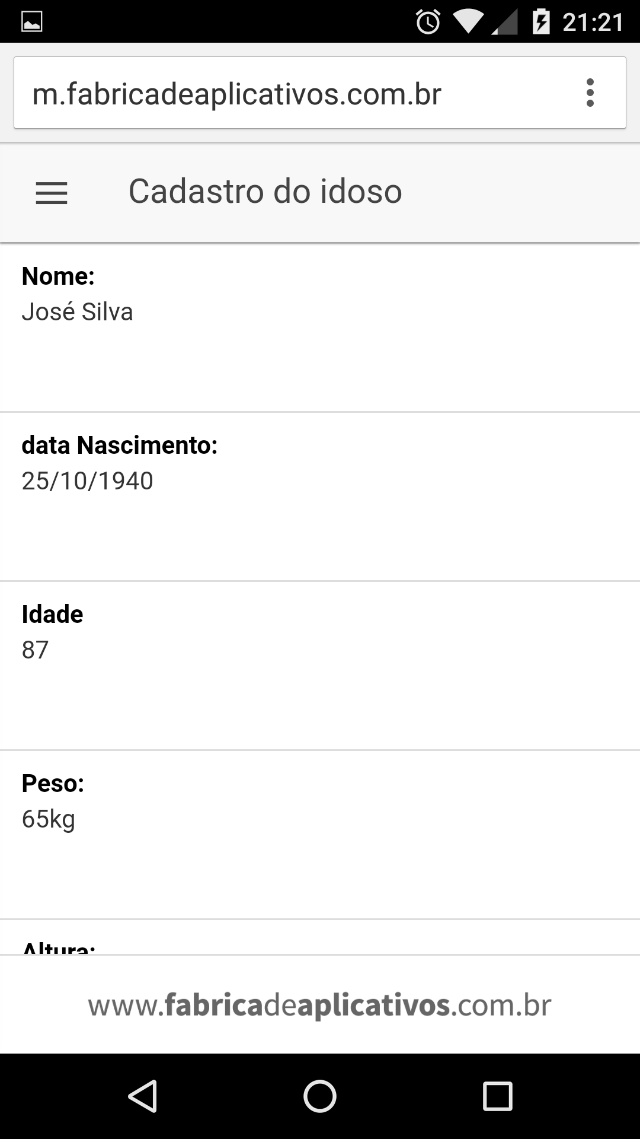 21:21
m.fabricadeaplicativos.com.br
Cadastro do idoso
Nome:
José Silva
data Nascimento:
25/10/1940
Idade
87
Peso:
65kg
Altura:
www.fabricadeaplicativos.com.br